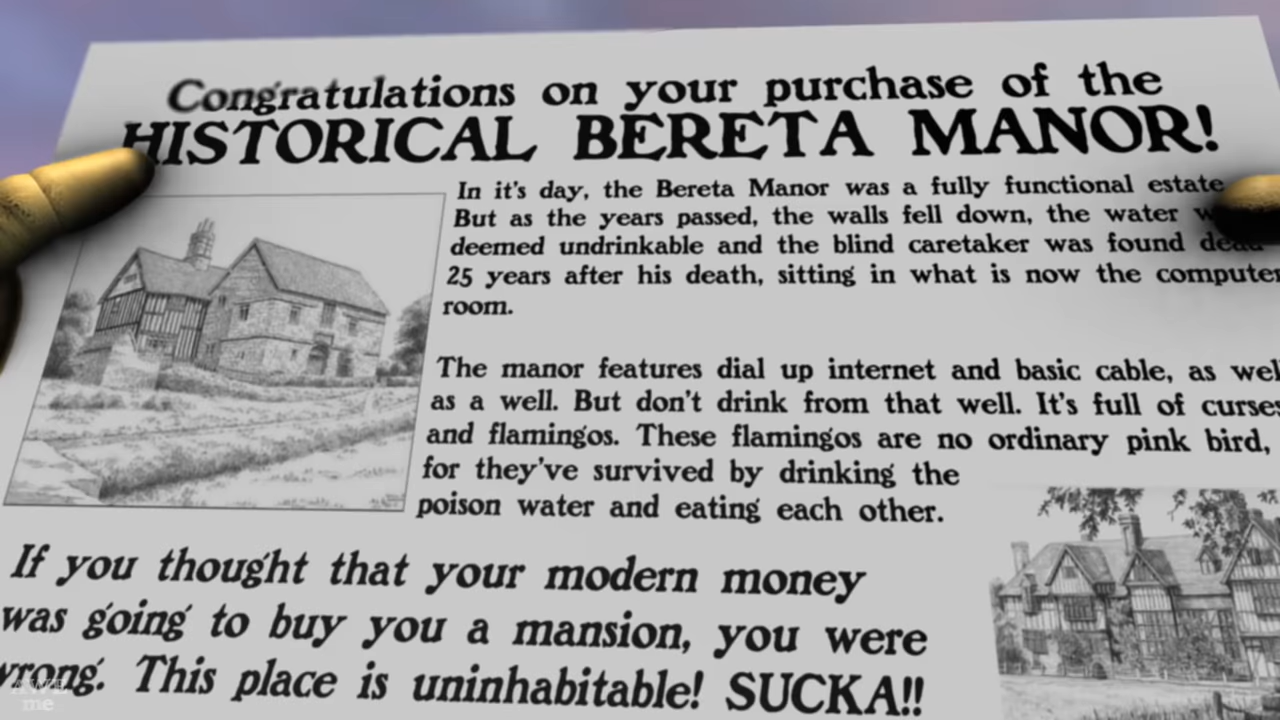 Congratulations on your purchase of the
HISTORICAL BERETA MANOR!
In it's day, the Bereta Manor was a fully functional estate
But as the years passed, the walls fell down, the water
deemed undrinkable and the blind caretaker was found dead
25 years after his death, sitting in what is now the computer
room.
The manor features dial up internet and basic cable, as well
as a well. But don't drink from that well. It's full of curses
and flamingos. These flamingos are no ordinary pink bird,
for they've survived by drinking the
poison water and eating each other.
If you thought that your modern money
was going to buy you a mansion, you were
wrong. This place is uninhabitable! SUCKA!!
AWE
me